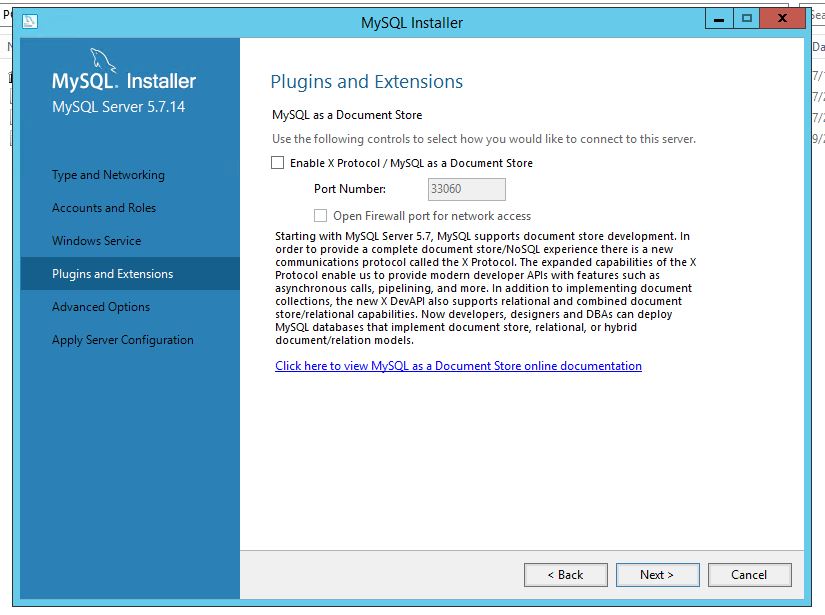 MySQL Installer
MySQL. Installer
MySQL Server 5.7.14
Type and Networking
Accounts and Roles
Windows Service
Plugins and Extensions
Advanced Options
Apply Server Configuration
Plugins and Extensions
MySQL as a Document Store
Use the following controls to select how you would like to connect to this server.
Enable X Protocol / MySQL as a Document Store
Port Number: 33060
Open Firewall port for network access
Starting with MySQL Server 5.7, MySQL supports document store development. In
order to provide a complete document store/NoSQL experience there is a new
communications protocol called the X Protocol. The expanded capabilities of the X
Protocol enable us to provide modern developer APIs with features such as
asynchronous calls, pipelining, and more. In addition to implementing document
collections, the new X DevAPI also supports relational and combined document
store/relational capabilities. Now developers, designers and DBAs can deploy
MySQL databases that implement document store, relational, or hybrid
document/relation models.
Click here to view MySQL as a Document Store online documentation
< Back
Next >
Cancel